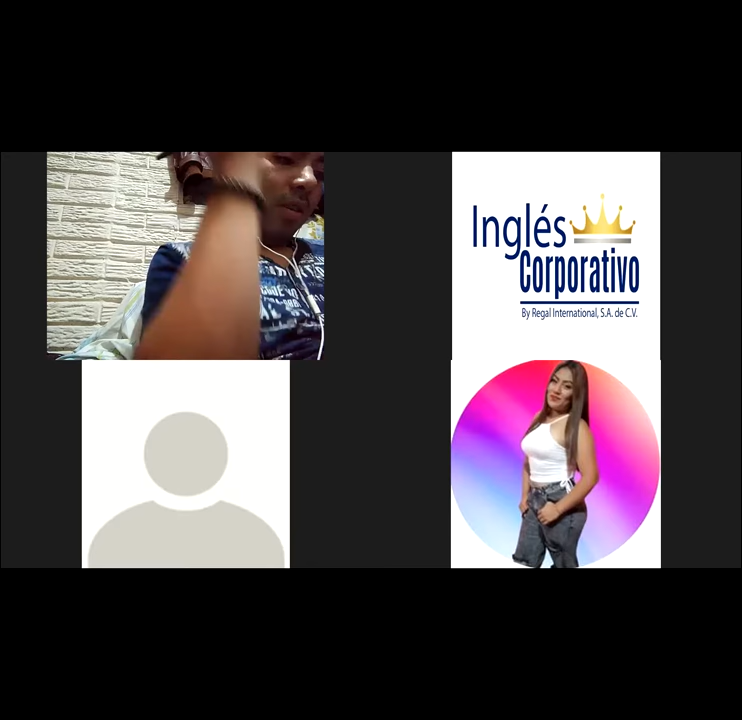 Inglés
Corporativo
By Regal International, S.A. de C.V.